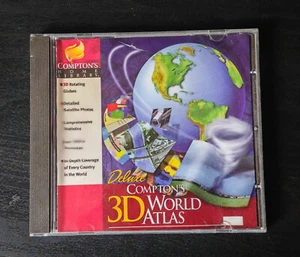 COMPTON'S
HOME
LIBRARY
3D Rotating
Globes
Detailed
Satellite Photos
Comprehensive
Statistics
In Depth Coverage
of Every Country
in the World
Deluxe
COMPTON'S
3D WORLD
ATLAS